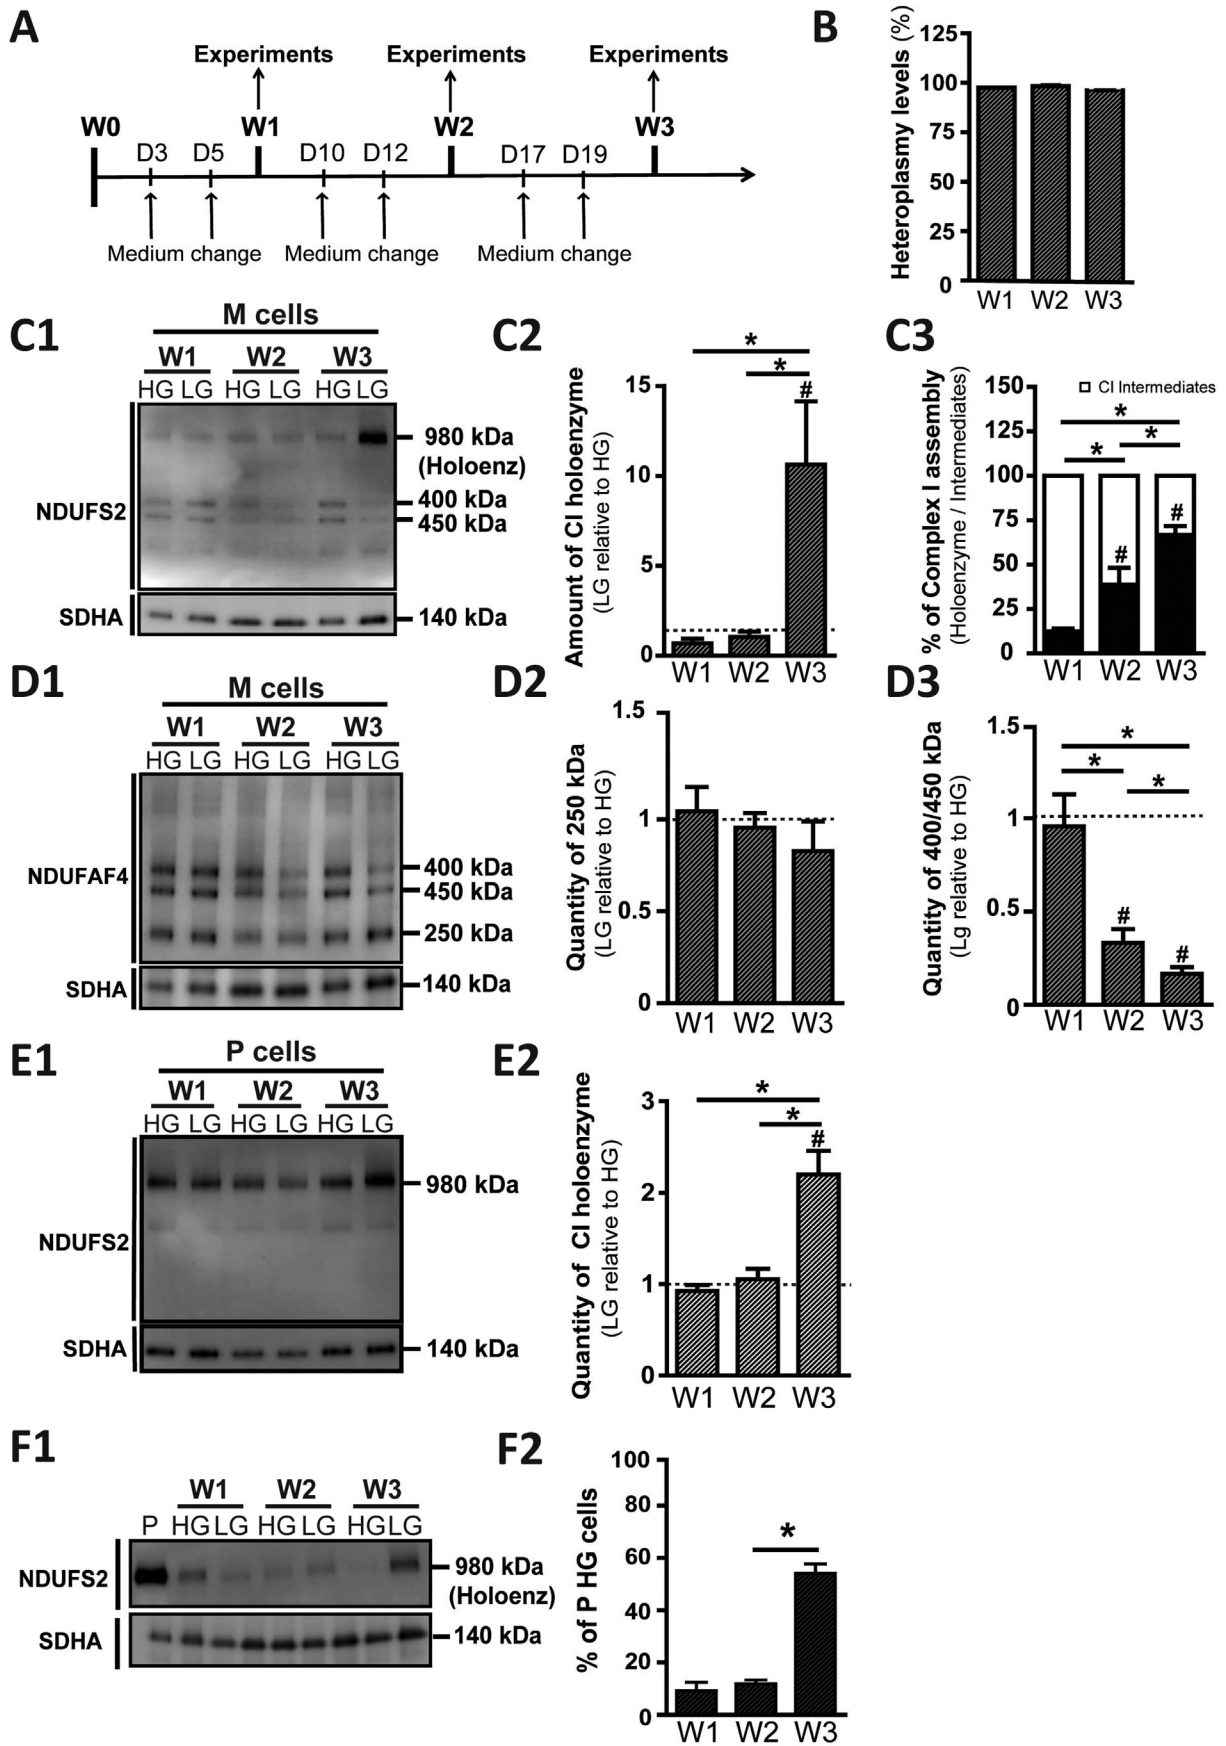 A
Experiments Experiments Experiments
W0 W1 W2 W3
D3 D5 D10 D12 D17 D19
Medium change Medium change Medium change
B
Heteroplasmy levels (%)
125
100
75
50
25
0
W1 W2 W3
C1
M cells
W1 W2 W3
HG LG HG LG HG LG
980 kDa
(Holoenz)
400 kDa
450 kDa
NDUFS2
SDHA
140 kDa
C2
Amount of CI holoenzyme
(LG relative to HG)
15
10
5
0
* * #
W1 W2 W3
C3
% of Complex I assembly
(Holoenzyme / Intermediates)
CI Intermediates
150
125
100
75
50
25
0
* * *
# #
W1 W2 W3
D1
M cells
W1 W2 W3
HG LG HG LG HG LG
NDUFAF4
400 kDa
450 kDa
250 kDa
SDHA
140 kDa
D2
Quantity of 250 kDa
(LG relative to HG)
1.5
1
0.5
0
W1 W2 W3
D3
Quantity of 400/450 kDa
(Lg relative to HG)
1.5
1
0.5
0
* * *
# #
W1 W2 W3
E1
P cells
W1 W2 W3
HG LG HG LG HG LG
980 kDa
NDUFS2
SDHA
140 kDa
E2
Quantity of CI holoenzyme
(LG relative to HG)
3
2
1
0
* * #
W1 W2 W3
F1
W1 W2 W3
P HG LG HG LG HG LG
NDUFS2
980 kDa
(Holoenz)
SDHA
140 kDa
F2
% of P HG cells
100
80
60
40
20
0
*
W1 W2 W3